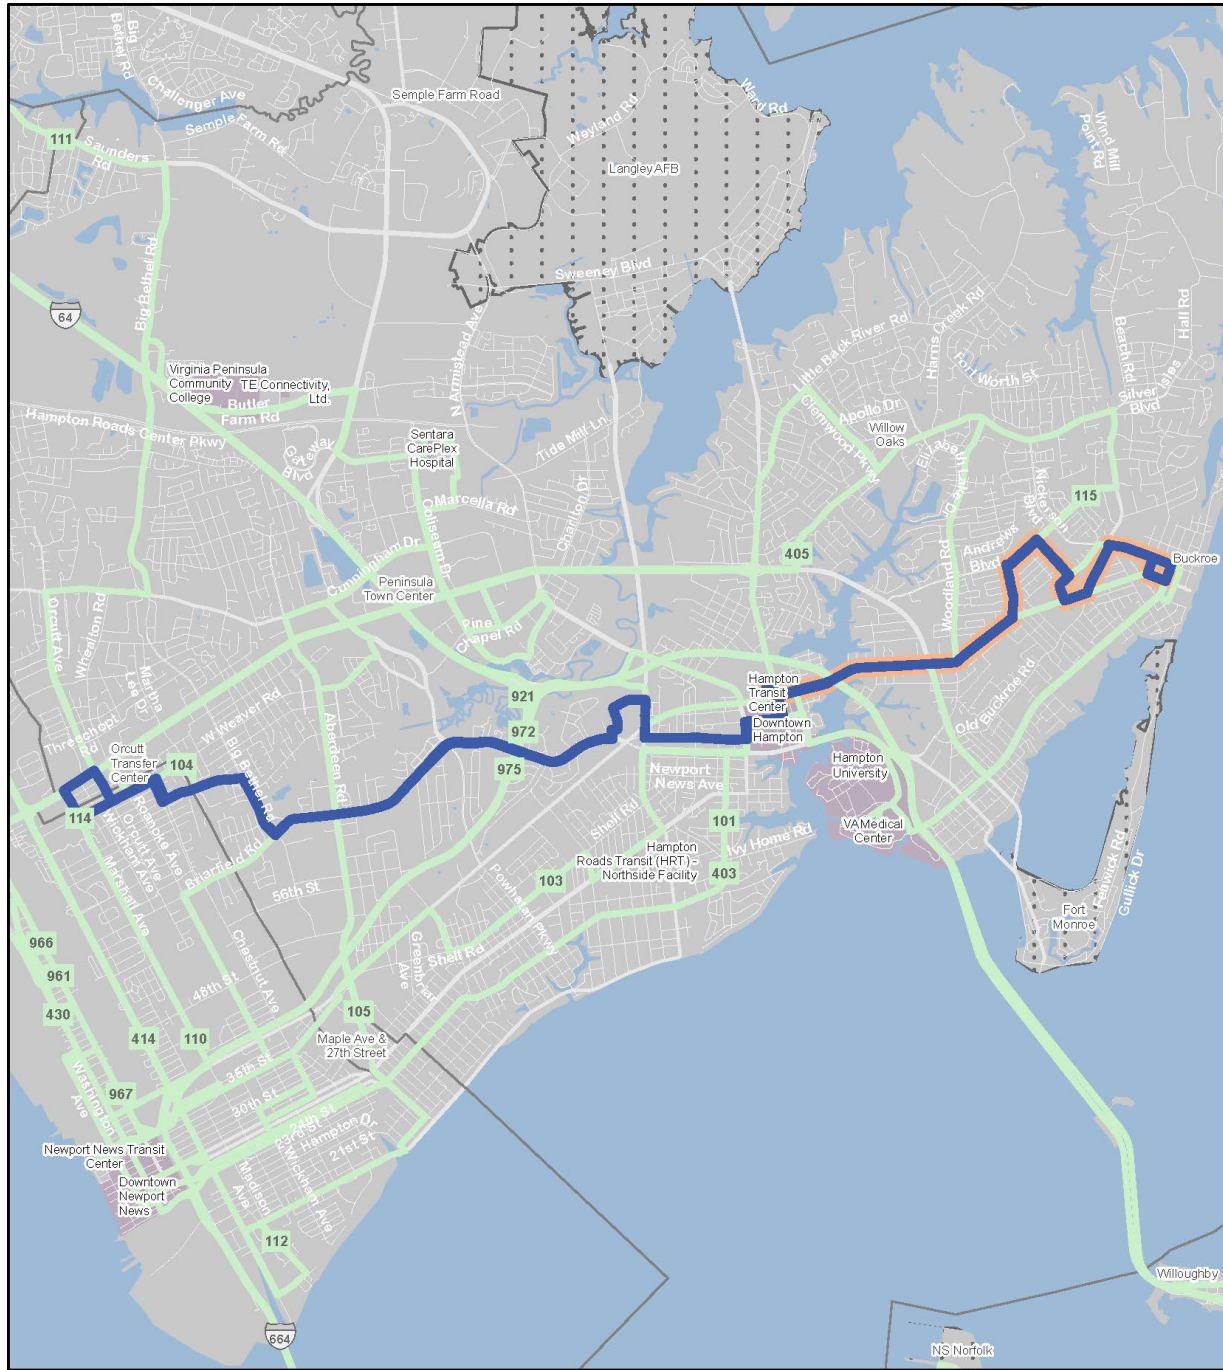 Big
Bethel Rd
Challenger Ave
Semple Farm Rd
Semple Farm Road
111
Saunders
Rd
Weyland Rd
Ward Rd
Wind Mill
Point Rd
Langley AFB
Big Bethel Rd
Sweeney Blvd
64
N Armistead Ave
Little Back River Rd
Harris Creek Rd
Beach Rd
Hall Rd
Virginia Peninsula
Community
College
TE Connectivity,
Ltd.
Butler
Farm Rd
Fort Worth St
Silver Isles
Blvd
Hampton Roads Center Pkwy
Gateway
Blvd
Sentara
CarePlex
Hospital
Tide Mill Ln
Clemwood Pkwy
Apollo Dr
Willow
Oaks
Elizabeth Lake Dr
Marcella Rd
Coliseum Dr
Charlton Dr
Nickerson
Blvd
115
Cunningham Dr
405
Andrews
Blvd
Buckroe
Peninsula
Town Center
Woodland Rd
Orcutt Ave
Whealton Rd
Pine
Chapel Rd
Martha
Lee Dr
Hampton
Transit
Center
921
Old Buckroe Rd
W Weaver Rd
Threechopt
Rd
Aberdeen Rd
972
Downtown
Hampton
Orcutt
Transfer
Center
104
Big Bethel Rd
975
Newport
News Ave
Hampton
University
114
Roanoke Ave
Orcutt Ave
Wickham Ave
Marshall Ave
Shell Rd
101
VA Medical
Center
Ivy Home Rd
Briarfield Rd
Hampton
Roads Transit (HRT) -
Northside Facility
403
103
56th St
Powhatan Pkwy
Fenwick Rd
Gullick Dr
Fort
Monroe
966
Chestnut Ave
Greenbriar
Ave
Shell Rd
961
48th St
430
414
110
105
Maple Ave &
27th Street
35th St
967
Washington
Ave
30th St
24th St
23rd St
Hampton Dr
21st St
Newport News Transit
Center
Wickham Ave
Madison
Ave
Downtown
Newport
News
112
Willoughby
664
NS Norfolk